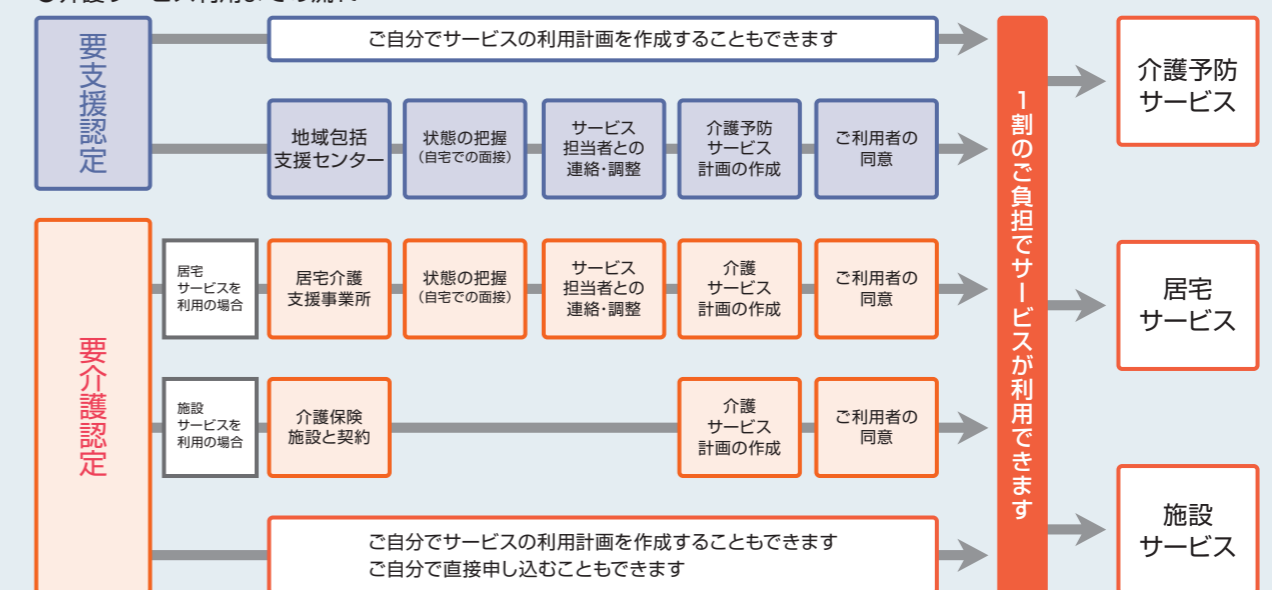 要支援認定
ご自分でサービスの利用計画を作成することもできます
地域包括
支援センター
状態の把握
(自宅での面接)
サービス
担当者との
連絡・調整
介護予防
サービス
計画の作成
ご利用者の
同意
要介護認定
居宅
サービスを
利用の場合
居宅介護
支援事業所
状態の把握
(自宅での面接)
サービス
担当者との
連絡・調整
介護
サービス
計画の作成
ご利用者の
同意
施設
サービスを
利用の場合
介護保険
施設と契約
介護
サービス
計画の作成
ご利用者の
同意
ご自分でサービスの利用計画を作成することもできます
ご自分で直接申し込むこともできます
1割のご負担でサービスが利用できます
介護予防
サービス
居宅
サービス
施設
サービス